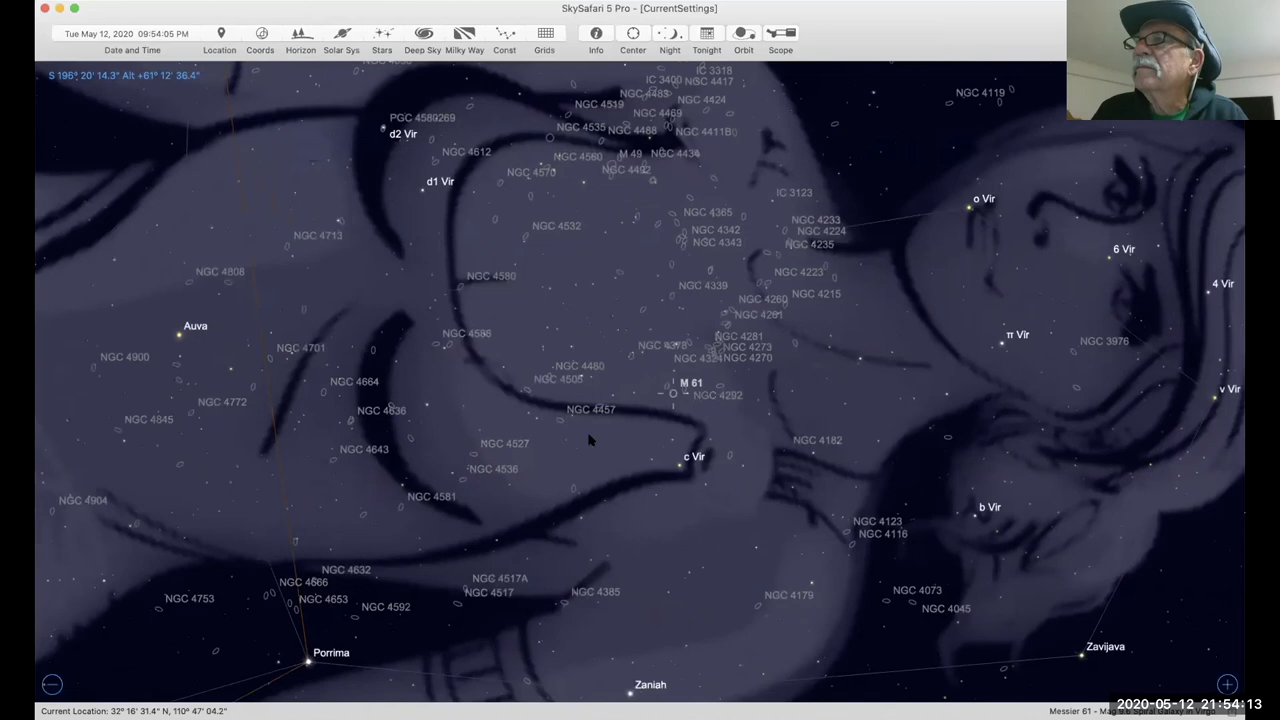 SkySafari 5 Pro - [CurrentSettings]
Tue May 12, 2020 09:54:05 PM
Date and Time Location Coords Horizon Solar Sys Stars Deep Sky Milky Way Const Grids Info Center Night Tonight Orbit Scope
S 196° 20' 14.3" Alt +61° 12' 36.4"
IC 3318
IC 3400 NGC 4417
NGC 4119
NGC 4483 NGC 4424
NGC 4519
NGC 4469
PGC 4580269
d2 Vir
NGC 4535 NGC 4488 NGC 4411B
NGC 4612 NGC 4560 M 49 NGC 4434
NGC 4570 NGC 4492
d1 Vir
IC 3123
o Vir
NGC 4365
NGC 4532 NGC 4342 NGC 4233
NGC 4224
NGC 4713 NGC 4343 NGC 4235
6 Vir
NGC 4808 NGC 4580 NGC 4223
NGC 4339 NGC 4215 4 Vir
NGC 4260
NGC 4261
Auva NGC 4586 π Vir
NGC 4281 NGC 3976
NGC 4701 NGC 4378 NGC 4273
NGC 4900 NGC 4324 NGC 4270
NGC 4480
NGC 4664 NGC 4505 M 61
NGC 4292 ν Vir
NGC 4772 NGC 4636 NGC 4457
NGC 4845
NGC 4643 NGC 4527 NGC 4182
NGC 4536 c Vir
NGC 4904 NGC 4581 b Vir
NGC 4123
NGC 4116
NGC 4632 NGC 4517A
NGC 4666 NGC 4517 NGC 4385 NGC 4073
NGC 4753 NGC 4653 NGC 4592 NGC 4179 NGC 4045
Porrima Zavijava
Zaniah
2020-05-12 21:54:13
Current Location: 32° 16' 31.4" N, 110° 47' 04.2"